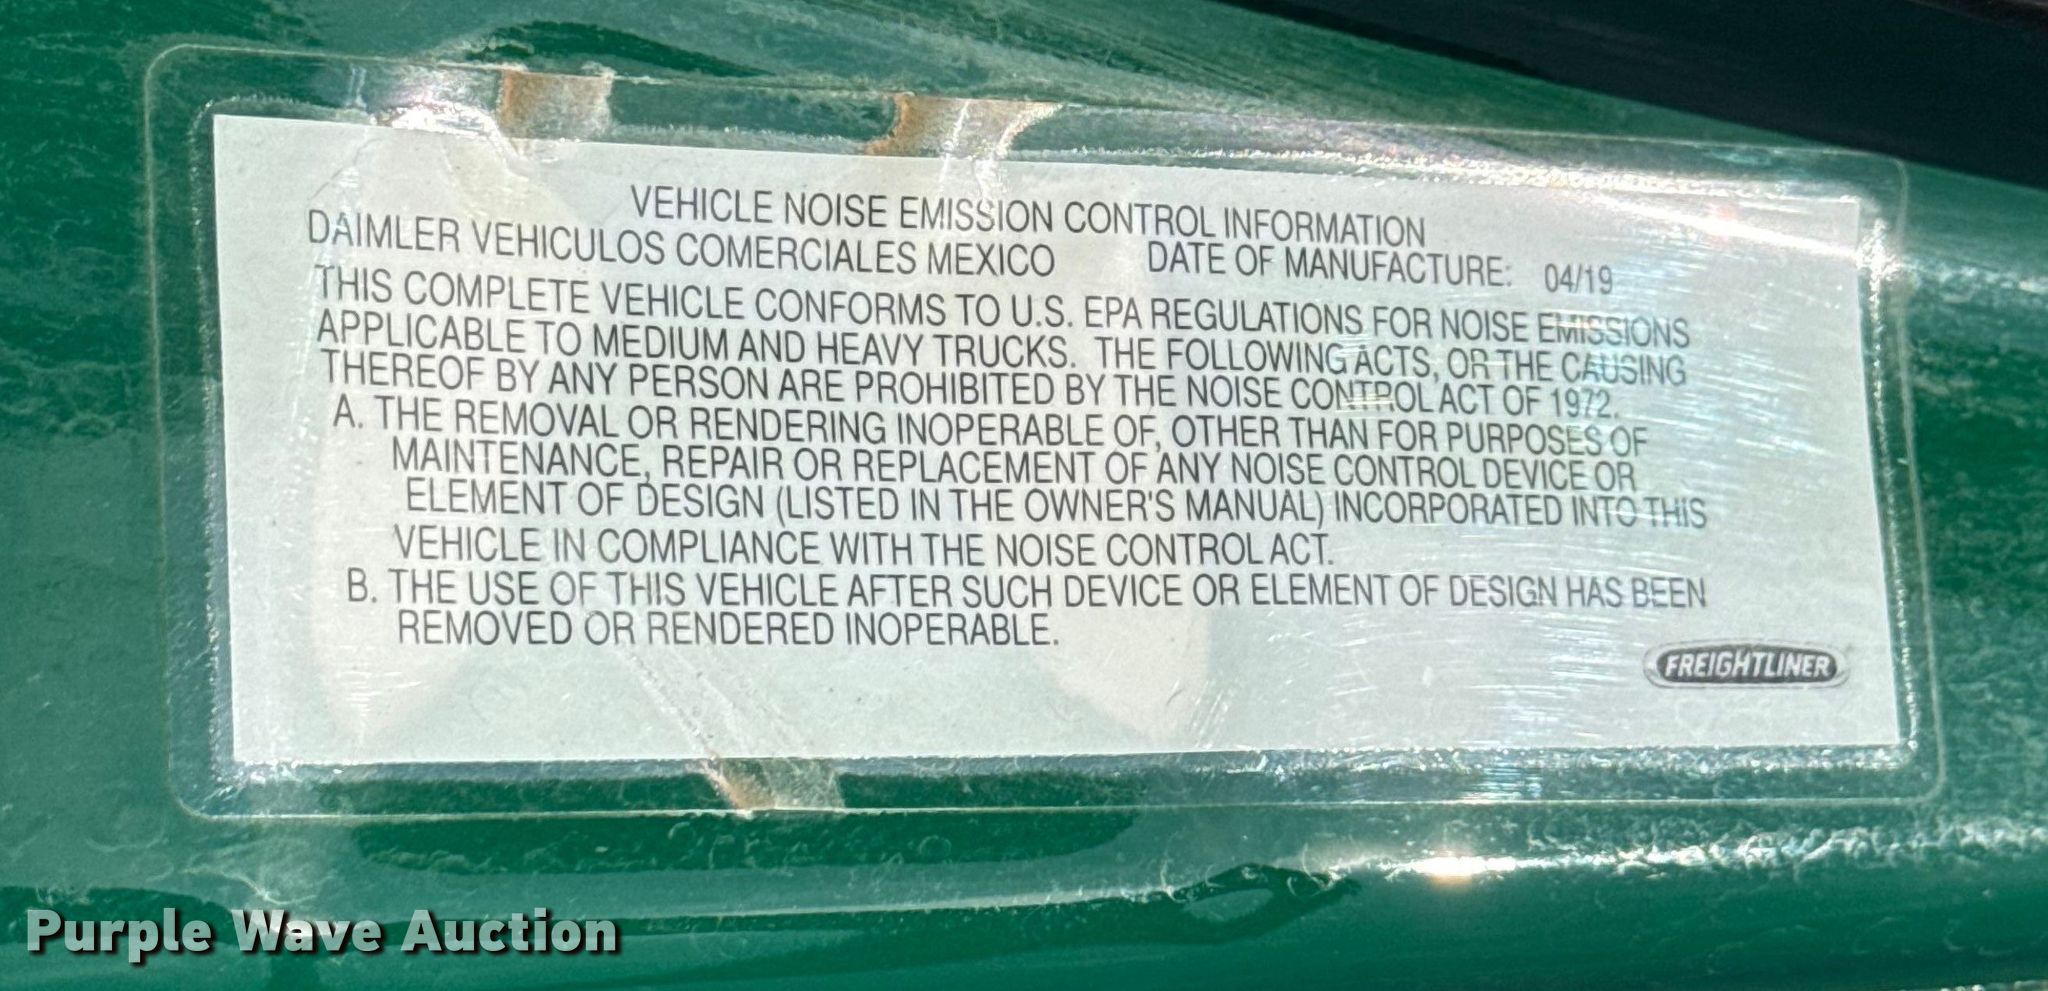 VEHICLE NOISE EMISSION CONTROL INFORMATION
DAIMLER VEHICULOS COMERCIALES MEXICO DATE OF MANUFACTURE: 04/19
THIS COMPLETE VEHICLE CONFORMS TO U.S. EPA REGULATIONS FOR NOISE EMISSIONS
APPLICABLE TO MEDIUM AND HEAVY TRUCKS. THE FOLLOWING ACTS, OR THE CAUSING
THEREOF BY ANY PERSON ARE PROHIBITED BY THE NOISE CONTROL ACT OF 1972.
A. THE REMOVAL OR RENDERING INOPERABLE OF, OTHER THAN FOR PURPOSES OF
MAINTENANCE, REPAIR OR REPLACEMENT OF ANY NOISE CONTROL DEVICE OR
ELEMENT OF DESIGN (LISTED IN THE OWNER'S MANUAL) INCORPORATED INTO THIS
VEHICLE IN COMPLIANCE WITH THE NOISE CONTROL ACT.
B. THE USE OF THIS VEHICLE AFTER SUCH DEVICE OR ELEMENT OF DESIGN HAS BEEN
REMOVED OR RENDERED INOPERABLE.
FREIGHTLINER
Purple Wave Auction